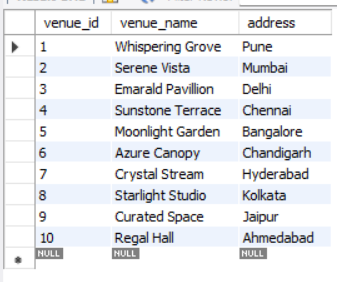 venue_id venue_name address
1 Whispering Grove Pune
2 Serene Vista Mumbai
3 Emarald Pavillion Delhi
4 Sunstone Terrace Chennai
5 Moonlight Garden Bangalore
6 Azure Canopy Chandigarh
7 Crystal Stream Hyderabad
8 Starlight Studio Kolkata
9 Curated Space Jaipur
10 Regal Hall Ahmedabad
NULL NULL NULL